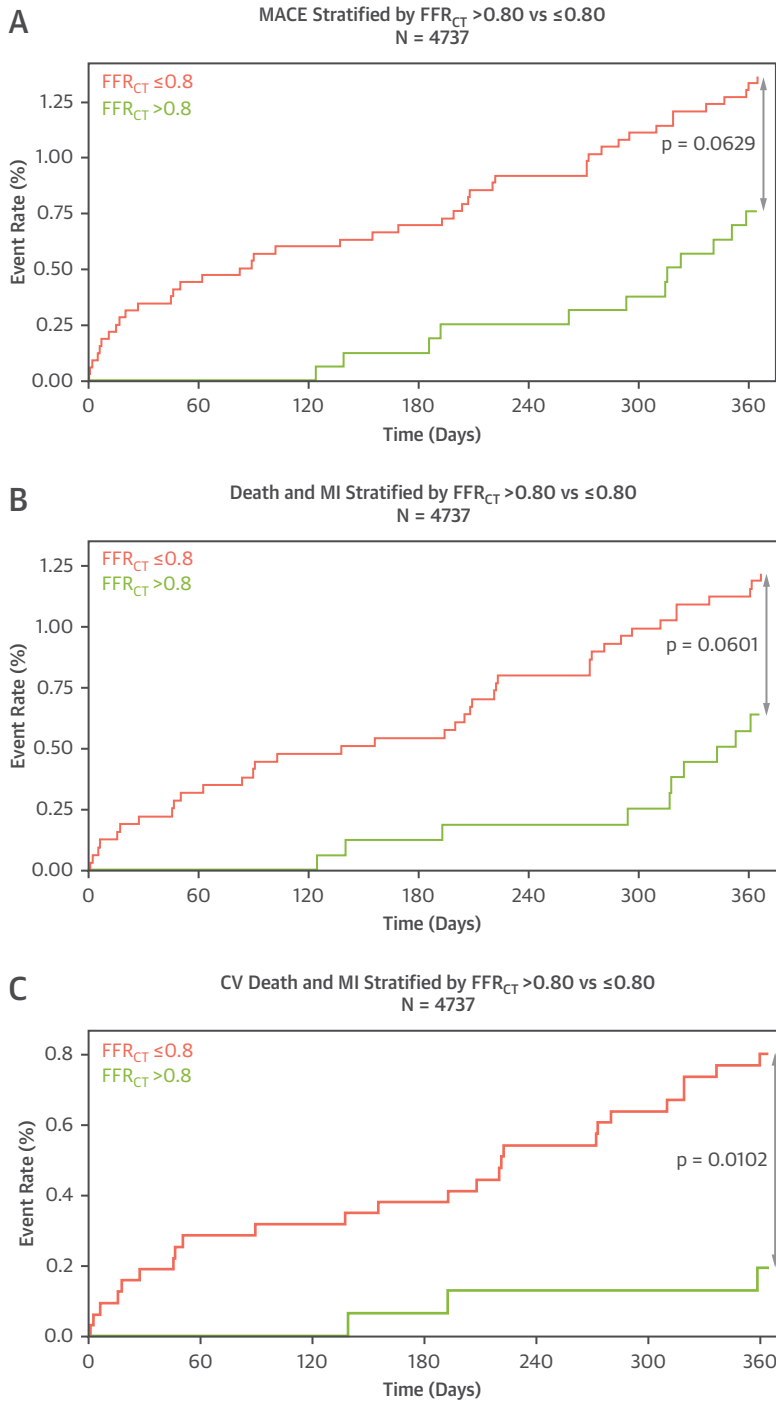 A
MACE Stratified by FFRCT >0.80 vs ≤0.80
N = 4737
FFRCT ≤0.8
FFRCT >0.8
1.25
1.00
0.75
0.50
0.25
0.00
Event Rate (%)
p = 0.0629
0 60 120 180 240 300 360
Time (Days)
B
Death and MI Stratified by FFRCT >0.80 vs ≤0.80
N = 4737
FFRCT ≤0.8
FFRCT >0.8
1.25
1.00
0.75
0.50
0.25
0.00
Event Rate (%)
p = 0.0601
0 60 120 180 240 300 360
Time (Days)
C
CV Death and MI Stratified by FFRCT >0.80 vs ≤0.80
N = 4737
FFRCT ≤0.8
FFRCT >0.8
0.8
0.6
0.4
0.2
0.0
Event Rate (%)
p = 0.0102
0 60 120 180 240 300 360
Time (Days)